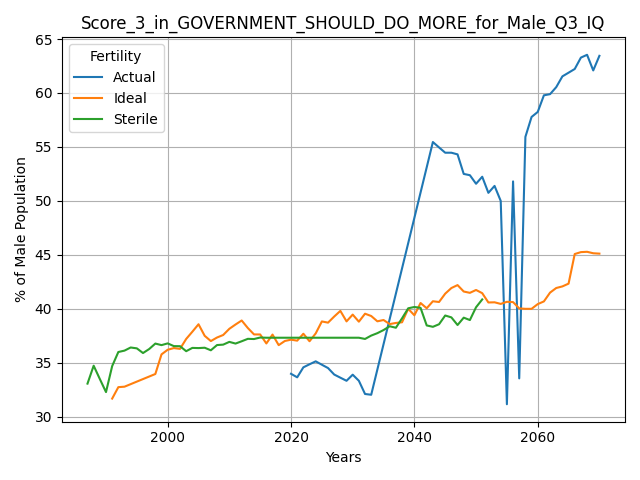 Score_3_in_GOVERNMENT_SHOULD_DO_MORE_for_Male_Q3_IQ
Fertility
Actual
Ideal
Sterile
% of Male Population
65
60
55
50
45
40
35
30
2000
2020
2040
2060
Years